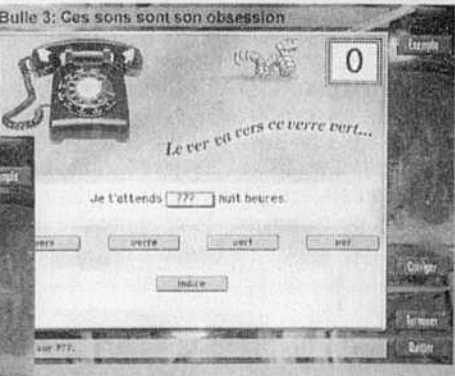 Bulle 3: Ces sons sont son obsession
Exemple
0
Le ver va vers ce verre vert...
Je t'attends ??? huit heures.
vers verre vert ver
Indice
Corriger
Terminer
sur ???.
Quitter